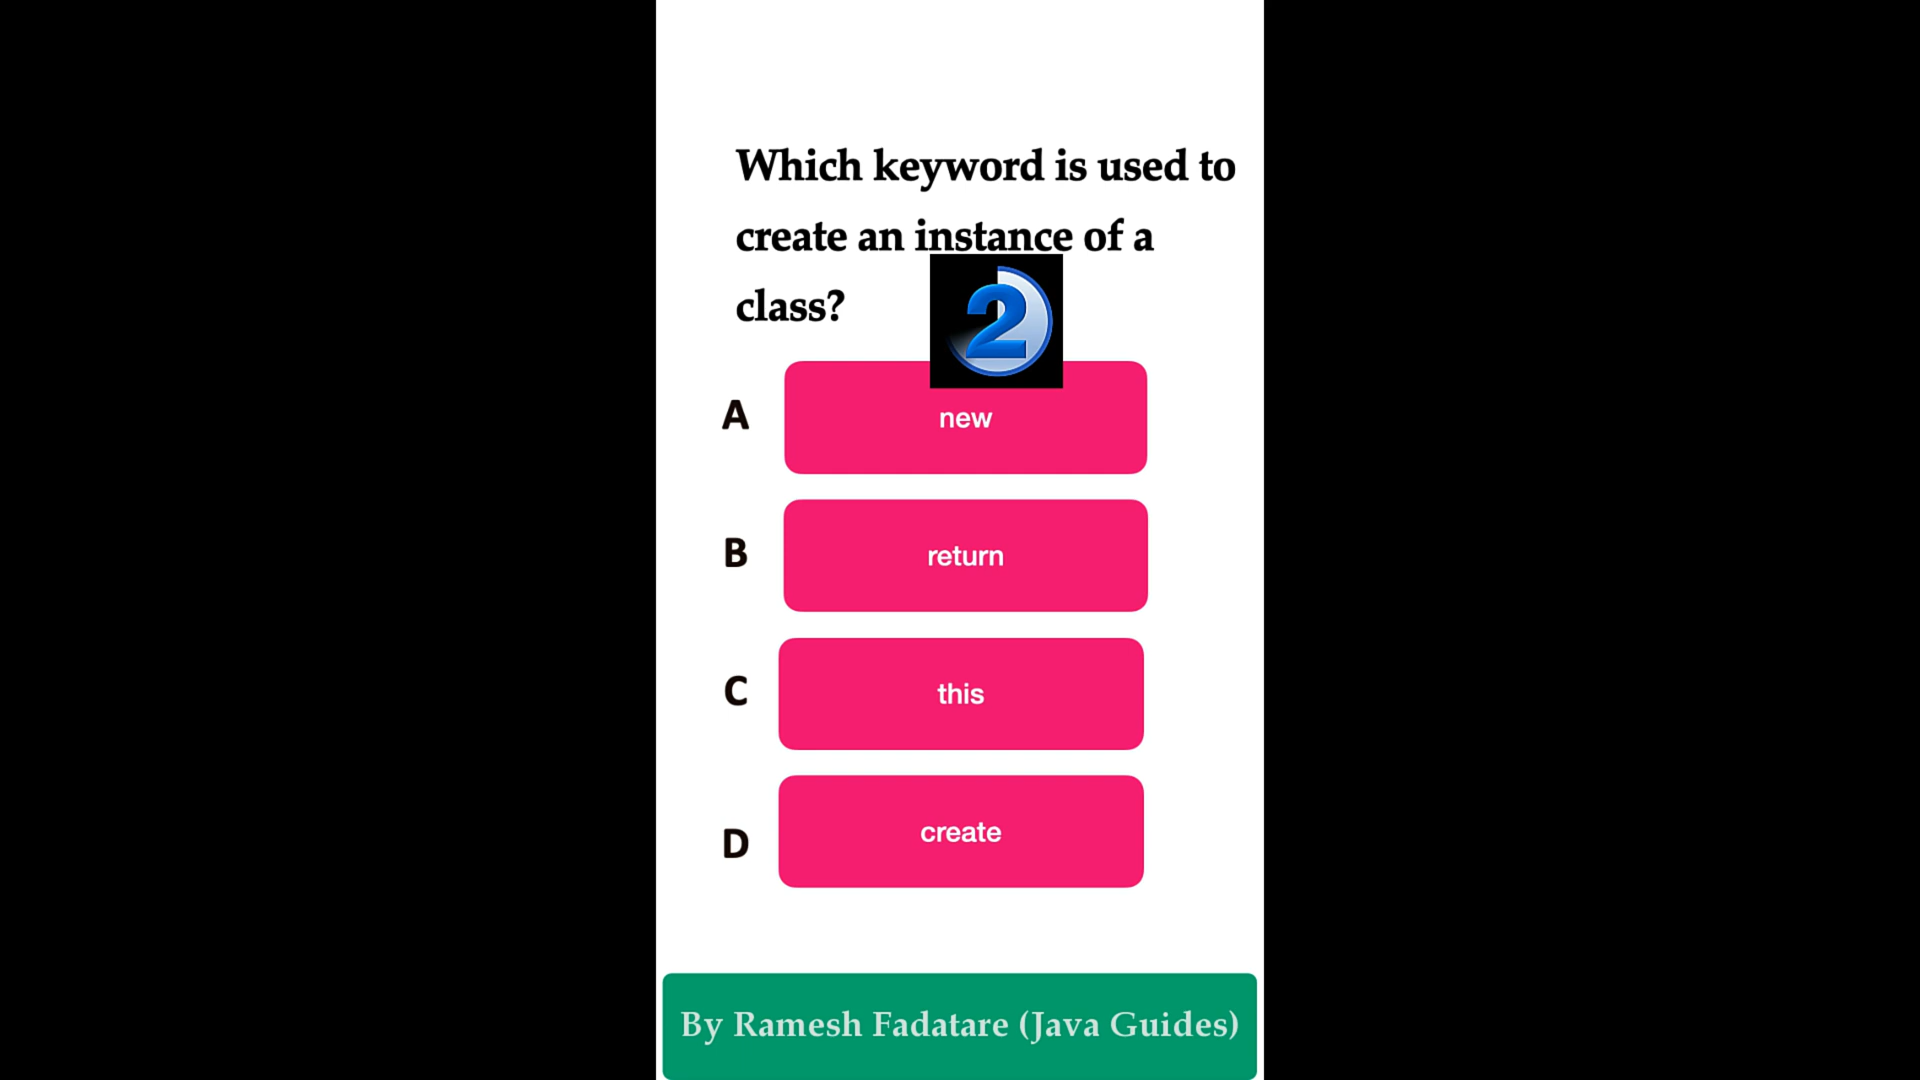 Which keyword is used to
create an instance of a
class?
2
A new
B return
C this
D create
By Ramesh Fadatare (Java Guides)